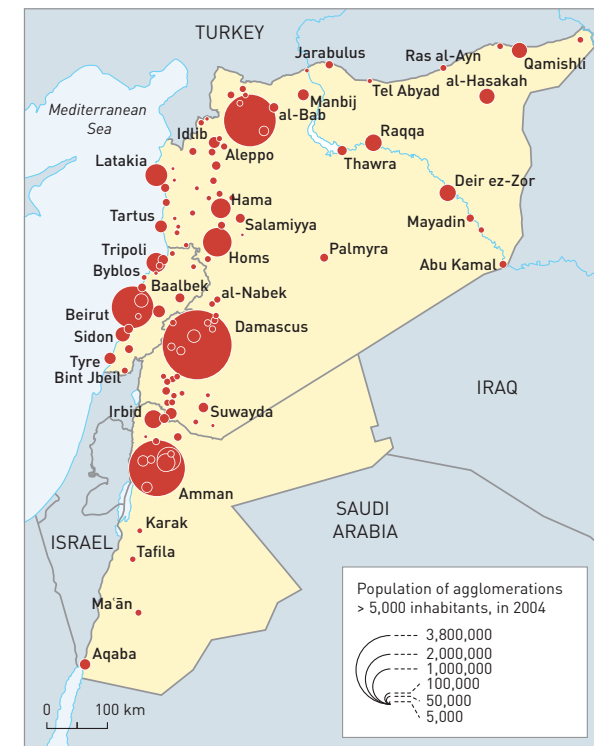 TURKEY
Jarabulus
Ras al-Ayn
Qamishli
Tel Abyad
al-Hasakah
Mediterranean
Sea
Manbij
al-Bab
Idlib
Aleppo
Raqqa
Thawra
Latakia
Deir ez-Zor
Hama
Tartus
Salamiyya
Mayadin
Tripoli
Homs
Palmyra
Abu Kamal
Byblos
Baalbek
al-Nabek
Beirut
Damascus
Sidon
Tyre
Bint Jbeil
IRAQ
Irbid
Suwayda
Amman
SAUDI
ARABIA
Karak
ISRAEL
Tafila
Maʿān
Aqaba
0 100 km
Population of agglomerations
> 5,000 inhabitants, in 2004
3,800,000
2,000,000
1,000,000
100,000
50,000
5,000